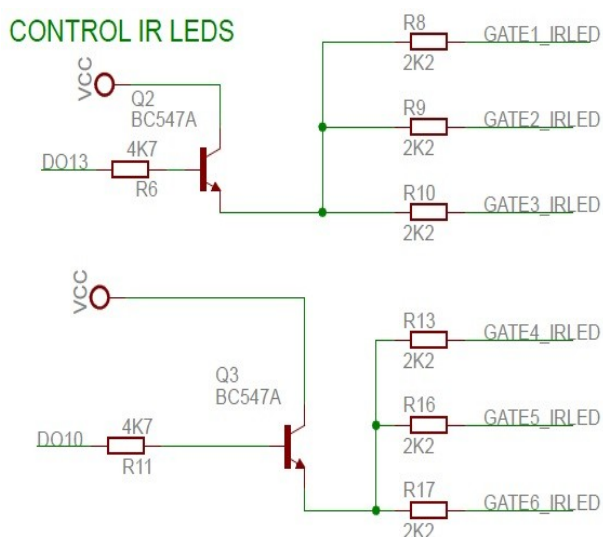 CONTROL IR LEDS
VCC
Q2
BC547A
DO13
4K7
R6
R8
2K2
GATE1_IRLED
R9
2K2
GATE2_IRLED
R10
2K2
GATE3_IRLED
VCC
Q3
BC547A
DO10
4K7
R11
R13
2K2
GATE4_IRLED
R16
2K2
GATE5_IRLED
R17
2K2
GATE6_IRLED